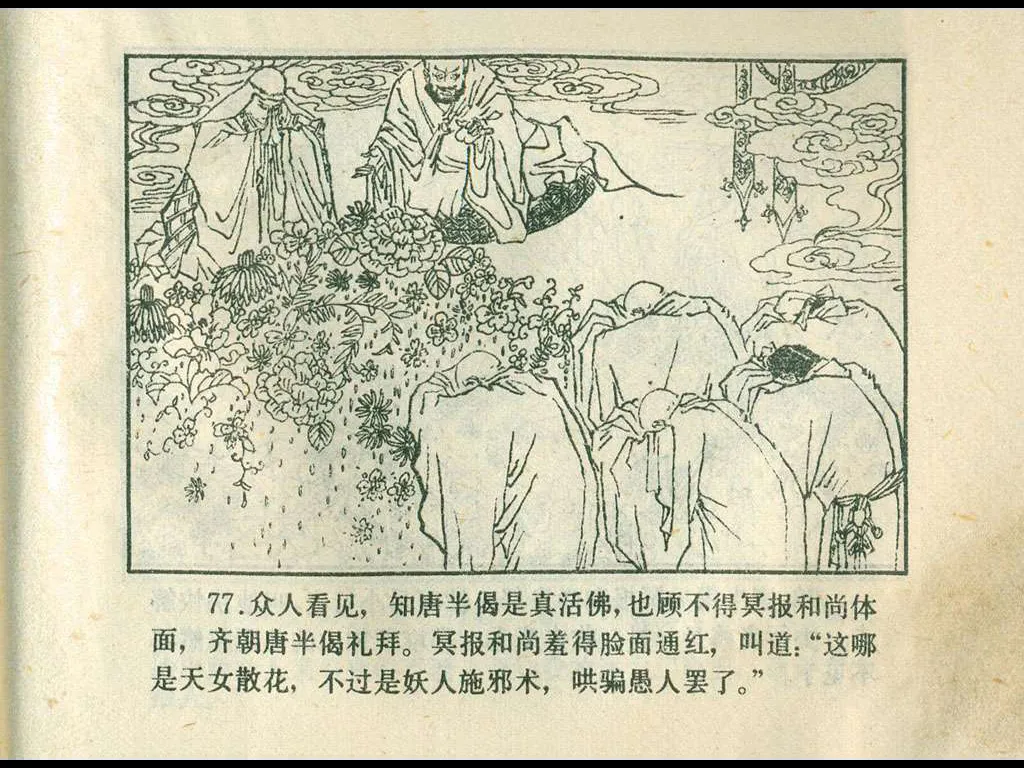 77.众人看见，知唐半偈是真活佛，也顾不得冥报和尚体
面，齐朝唐半偈礼拜。冥报和尚羞得脸面通红，叫道：“这哪
是天女散花，不过是妖人施邪术，哄骗愚人罢了。”